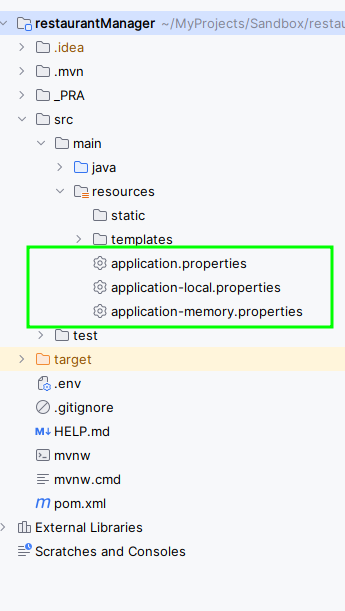 restaurantManager ~/MyProjects/Sandbox/restau
.idea
.mvn
_PRA
src
main
java
resources
static
templates
application.properties
application-local.properties
application-memory.properties
test
target
.env
.gitignore
M↓ HELP.md
mvnw
mvnw.cmd
m pom.xml
External Libraries
Scratches and Consoles